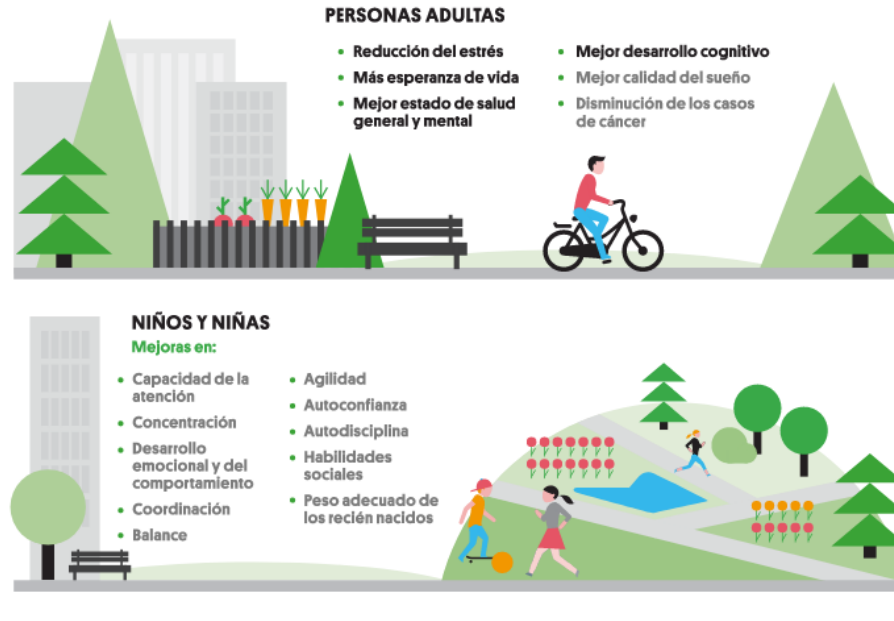 PERSONAS ADULTAS
• Reducción del estrés
• Más esperanza de vida
• Mejor estado de salud
general y mental
• Mejor desarrollo cognitivo
• Mejor calidad del sueño
• Disminución de los casos
de cáncer
NIÑOS Y NIÑAS
Mejoras en:
• Capacidad de la
atención
• Concentración
• Desarrollo
emocional y del
comportamiento
• Coordinación
• Balance
• Agilidad
• Autoconfianza
• Autodisciplina
• Habilidades
sociales
• Peso adecuado de
los recién nacidos